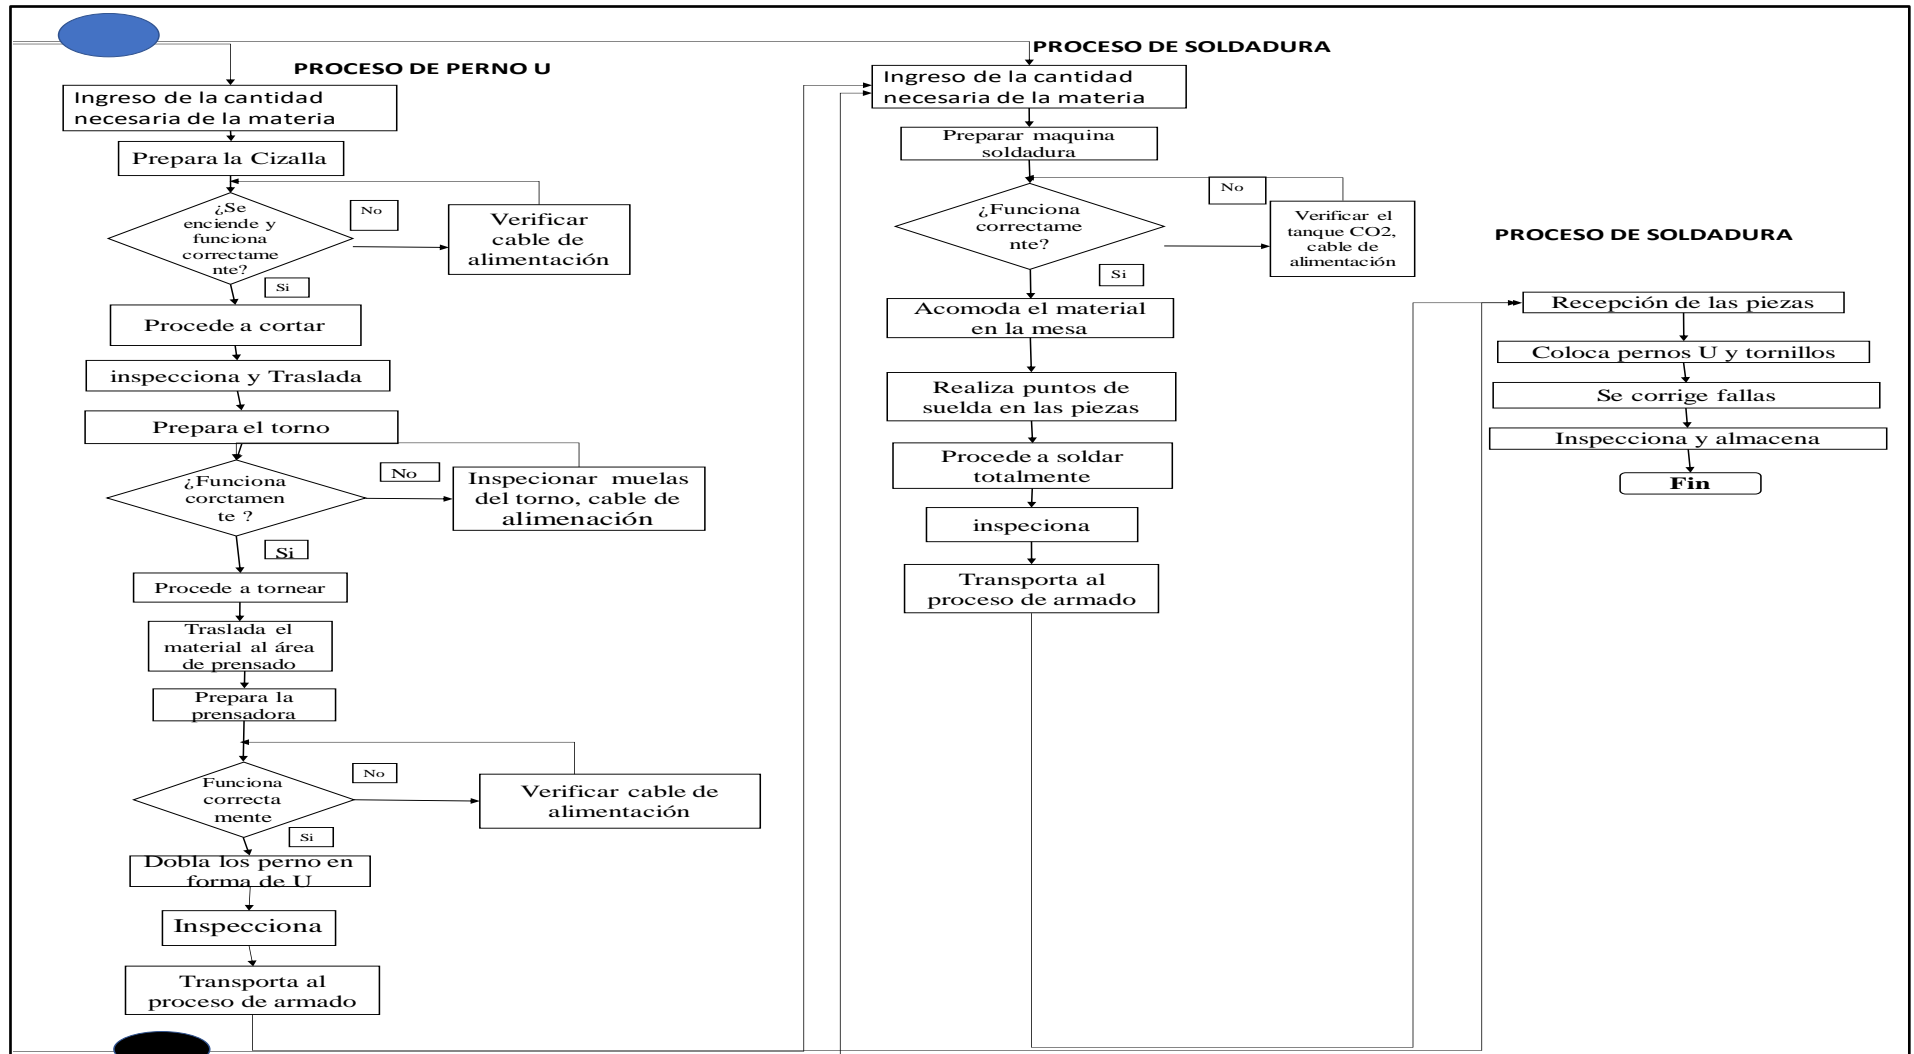 PROCESO DE PERNO U
Ingreso de la cantidad
necesaria de la materia
Prepara la Cizalla
¿Se
enciende y
funciona
correctame
nte?
No
Verificar
cable de
alimentación
Si
Procede a cortar
inspecciona y Traslada
Prepara el torno
¿Funciona
corctamen
te ?
No
Inspecionar muelas
del torno, cable de
alimenación
Si
Procede a tornear
Traslada el
material al área
de prensado
Prepara la
prensadora
Funciona
correcta
mente
No
Verificar cable de
alimentación
Si
Dobla los perno en
forma de U
Inspecciona
Transporta al
proceso de armado
PROCESO DE SOLDADURA
Ingreso de la cantidad
necesaria de la materia
Preparar maquina
soldadura
¿Funciona
correctame
nte?
No
Verificar el
tanque CO2,
cable de
alimentación
Si
Acomoda el material
en la mesa
Realiza puntos de
suelda en las piezas
Procede a soldar
totalmente
inspeciona
Transporta al
proceso de armado
PROCESO DE SOLDADURA
Recepción de las piezas
Coloca pernos U y tornillos
Se corrige fallas
Inspecciona y almacena
Fin